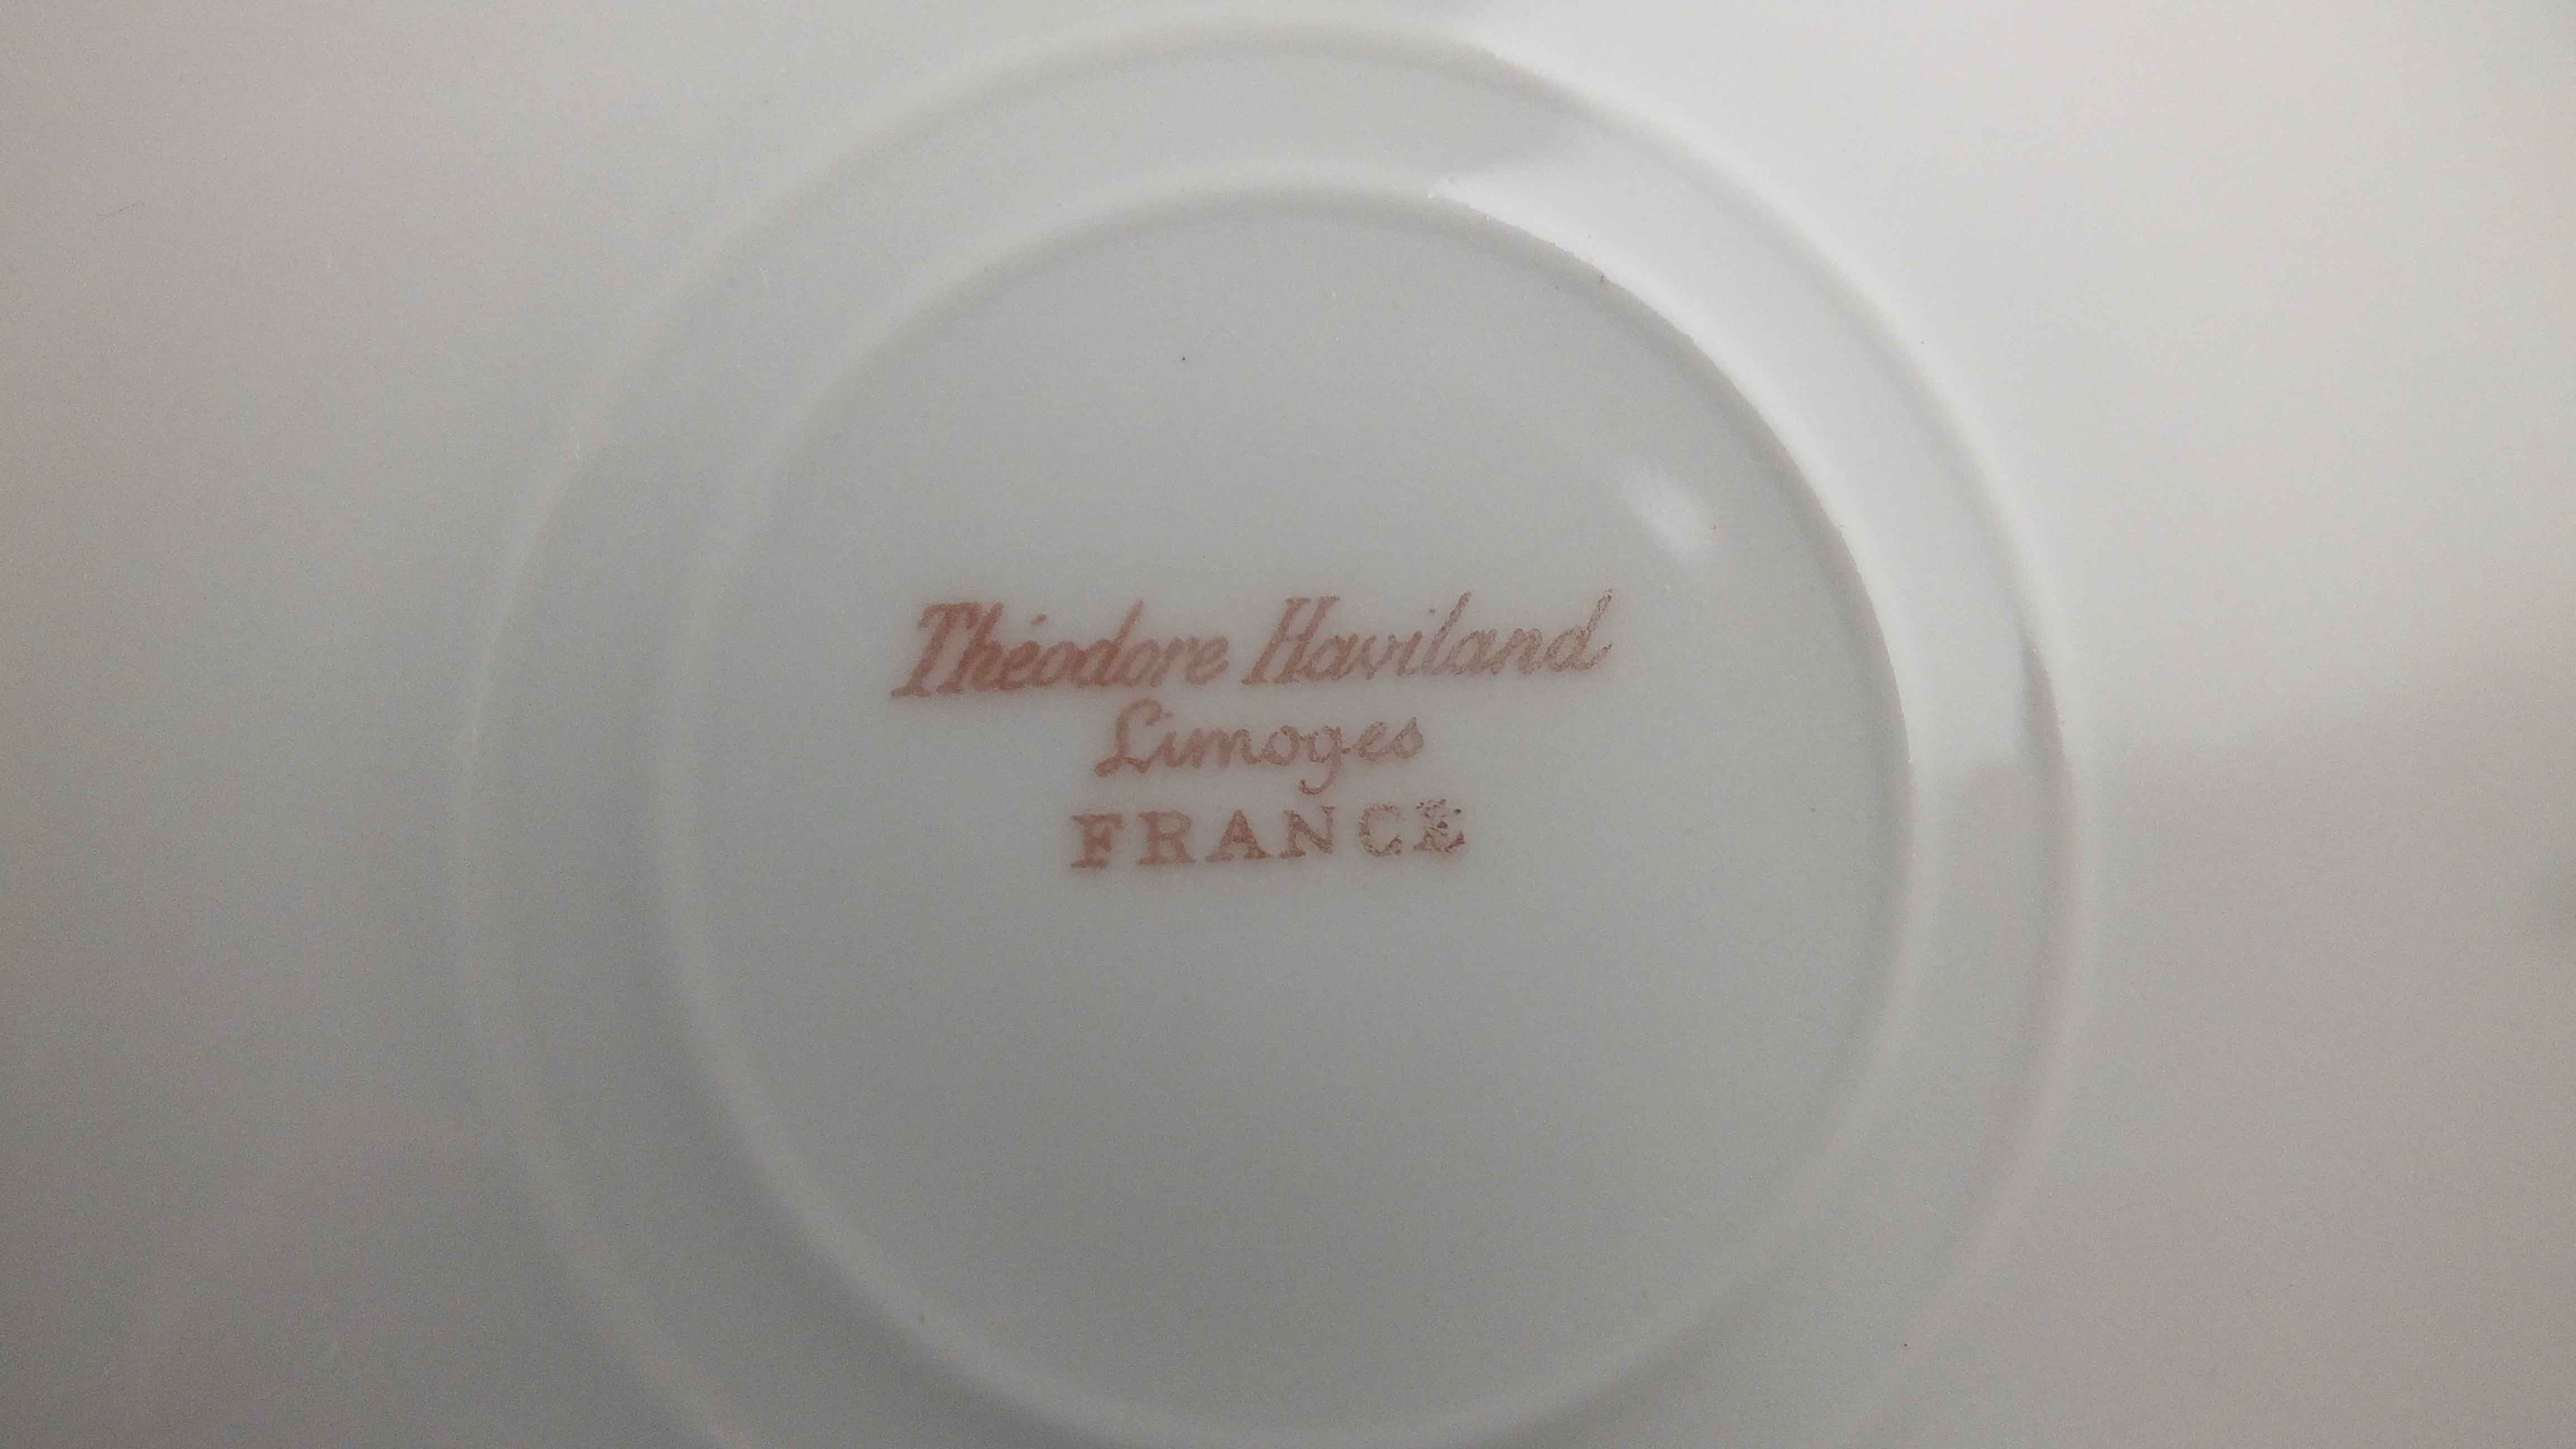 Théodore Haviland
Limoges
FRANCE